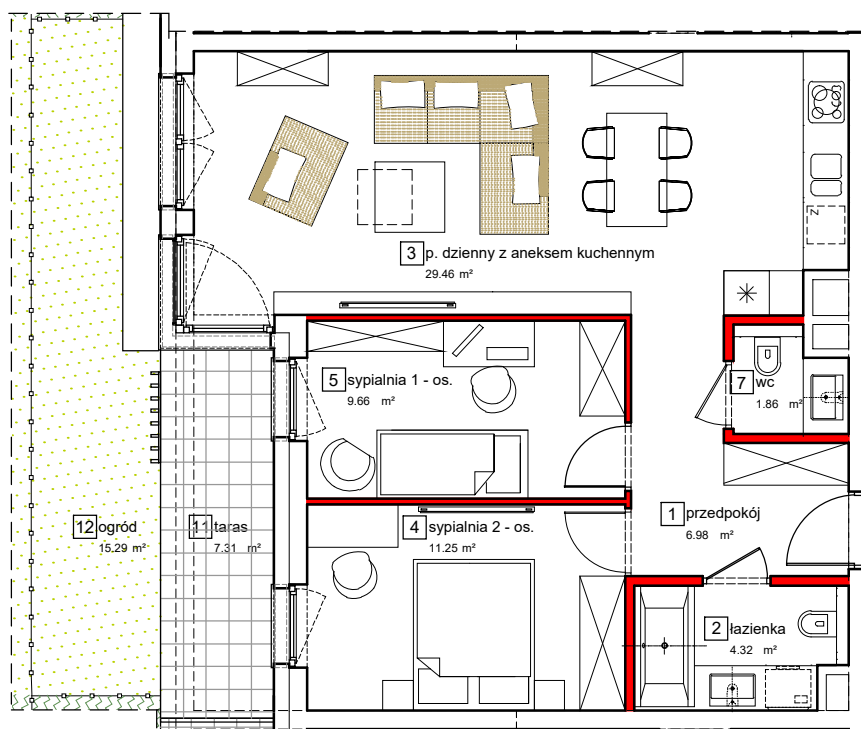 3 p. dzienny z aneksem kuchennym
29.46 m²
z
5 sypialnia 1 - os.
9.66 m²
7 wc
1.86 m²
12 ogród
15.29 m²
11 taras
7.31 m²
4 sypialnia 2 - os.
11.25 m²
1 przedpokój
6.98 m²
2 łazienka
4.32 m²